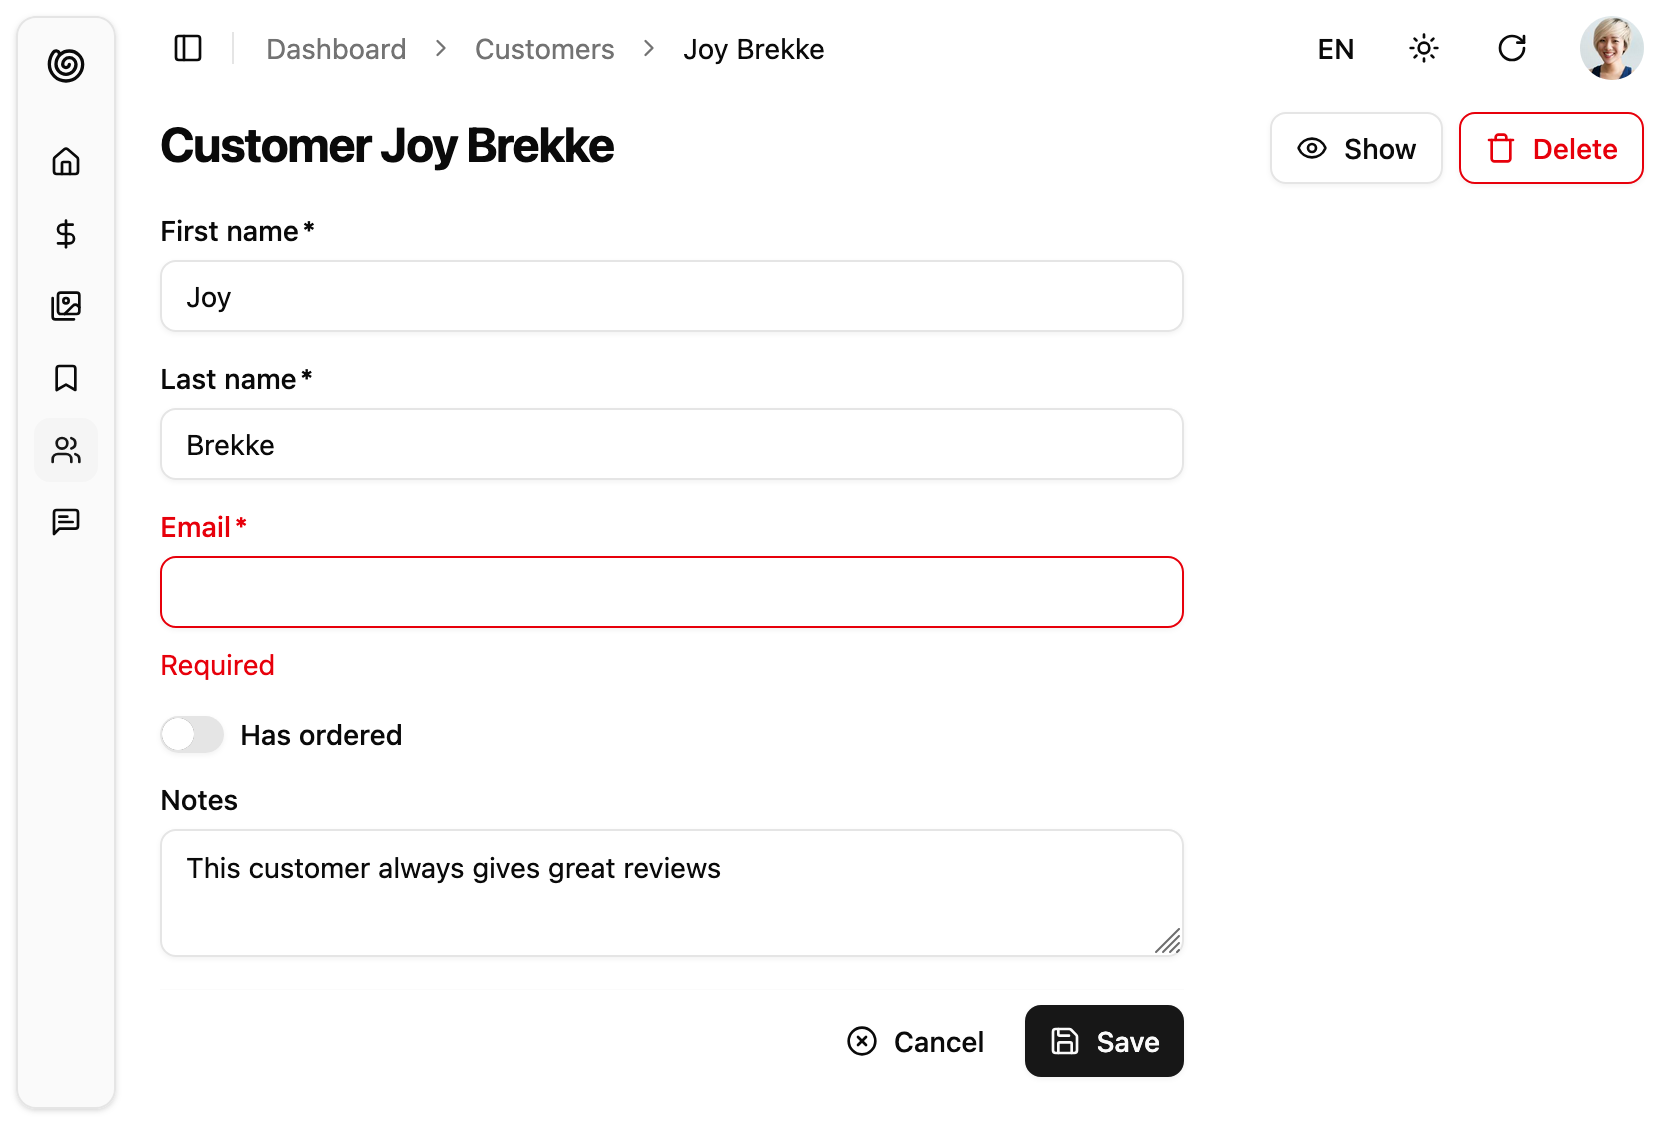 Dashboard > Customers > Joy Brekke EN
Customer Joy Brekke
Show Delete
First name*
Joy
Last name*
Brekke
Email*
Required
Has ordered
Notes
This customer always gives great reviews
Cancel Save